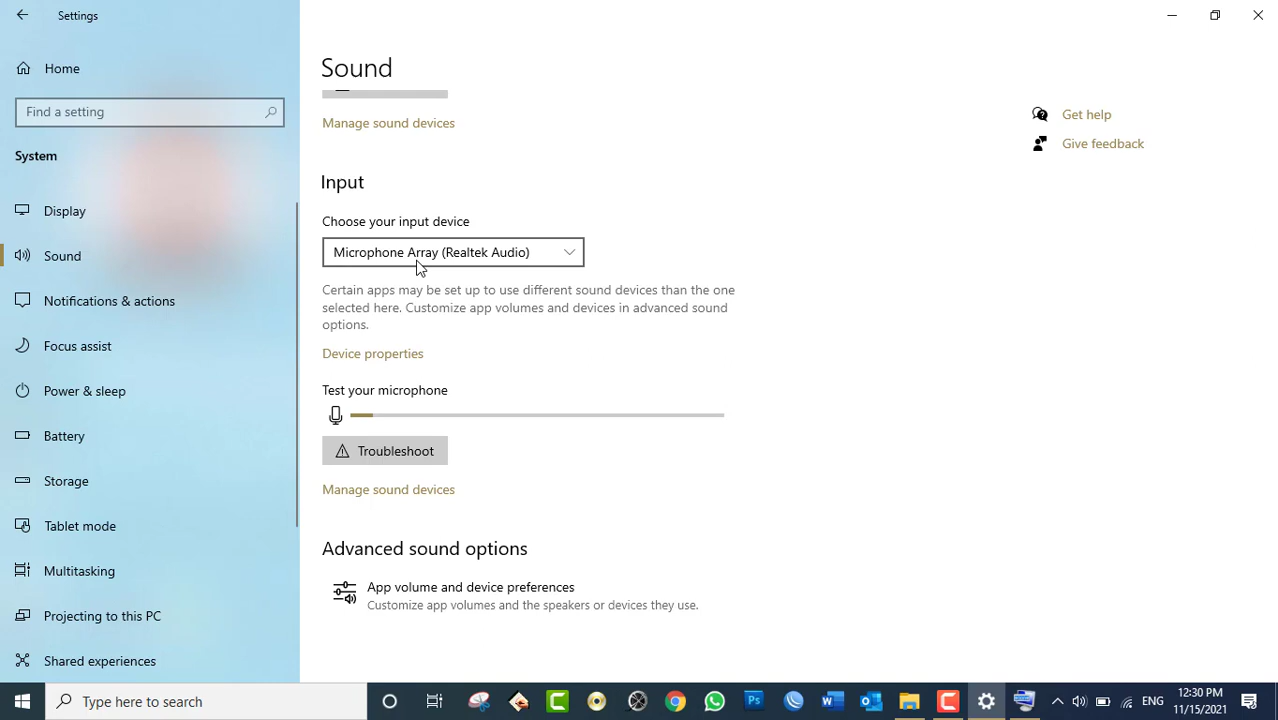 Settings
Home
Find a setting
System
Display
Sound
Notifications & actions
Focus assist
Power & sleep
Battery
Storage
Tablet mode
Multitasking
Projecting to this PC
Shared experiences
Sound
Manage sound devices
Input
Choose your input device
Microphone Array (Realtek Audio)
Certain apps may be set up to use different sound devices than the one
selected here. Customize app volumes and devices in advanced sound
options.
Device properties
Test your microphone
Troubleshoot
Manage sound devices
Advanced sound options
App volume and device preferences
Customize app volumes and the speakers or devices they use.
Get help
Give feedback
Type here to search
Ps
ENG
12:30 PM
11/15/2021